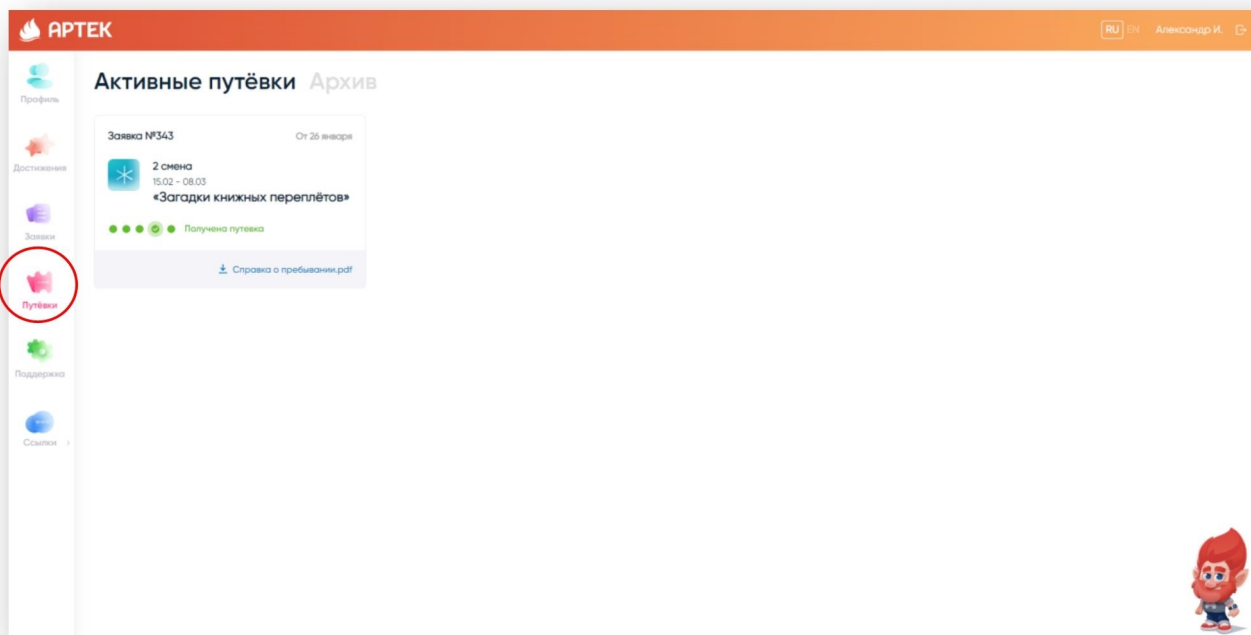 АРТЕК
RU EN Александр И.
Профиль
Достижения
Заявки
Путёвки
Поддержка
Ссылки
Активные путёвки Архив
Заявка №343 От 26 января
2 смена
15.02 - 08.03
«Загадки книжных переплётов»
Получена путевка
Справка о пребывании.pdf